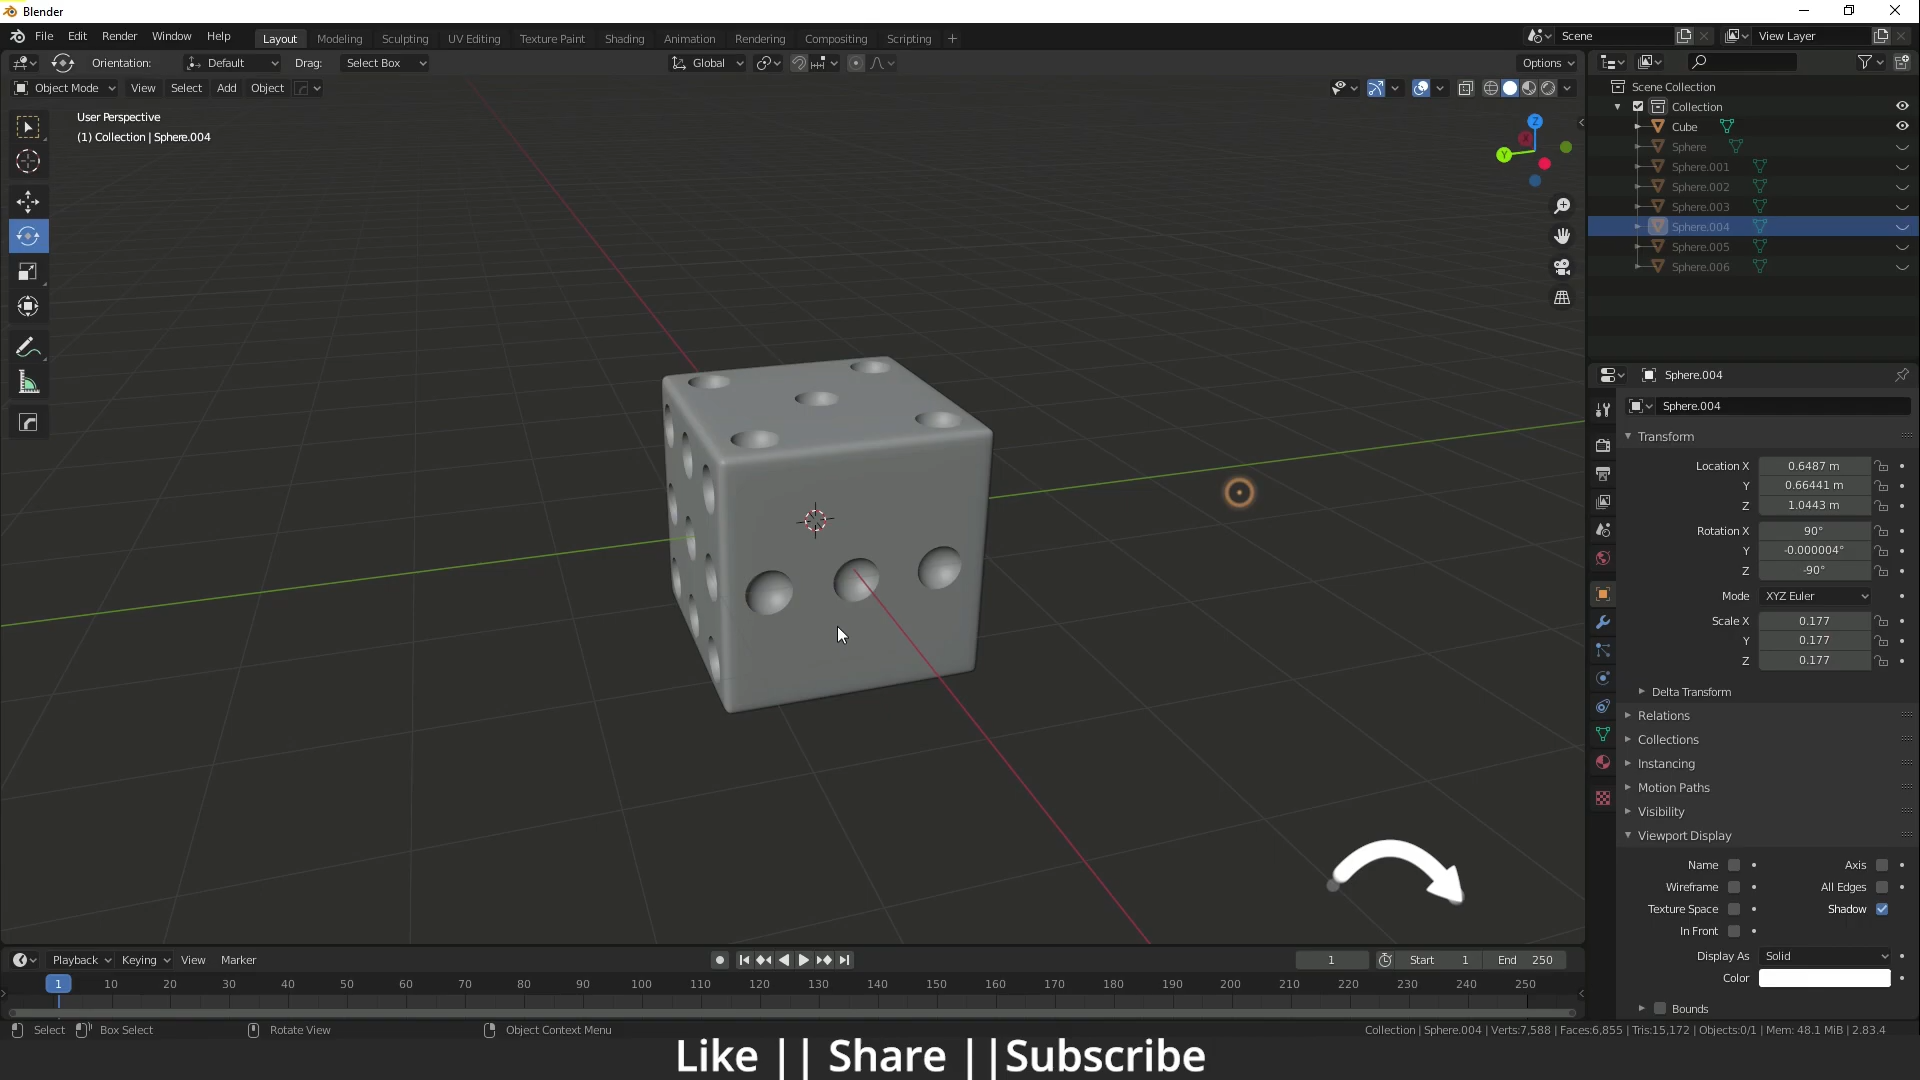 Blender
File Edit Render Window Help Layout Modeling Sculpting UV Editing Texture Paint Shading Animation Rendering Compositing Scripting + Scene View Layer
Orientation: Default Drag: Select Box Global Options
Object Mode View Select Add Object
User Perspective
(1) Collection | Sphere.004
Z
X
Y
Scene Collection
Collection
Cube
Sphere
Sphere.001
Sphere.002
Sphere.003
Sphere.004
Sphere.005
Sphere.006
Sphere.004
Sphere.004
Transform
Location X 0.6487 m
Y 0.66441 m
Z 1.0443 m
Rotation X 90°
Y -0.000004°
Z -90°
Mode XYZ Euler
Scale X 0.177
Y 0.177
Z 0.177
Delta Transform
Relations
Collections
Instancing
Motion Paths
Visibility
Viewport Display
Name Axis
Wireframe All Edges
Texture Space Shadow
In Front
Display As Solid
Color
Bounds
Playback Keying View Marker 1 Start 1 End 250
1 10 20 30 40 50 60 70 80 90 100 110 120 130 140 150 160 170 180 190 200 210 220 230 240 250
Select Box Select Rotate View Object Context Menu Collection | Sphere.004 | Verts:7,588 | Faces:6,855 | Tris:15,172 | Objects:0/1 | Mem: 48.1 MiB | 2.83.4
Like || Share ||Subscribe